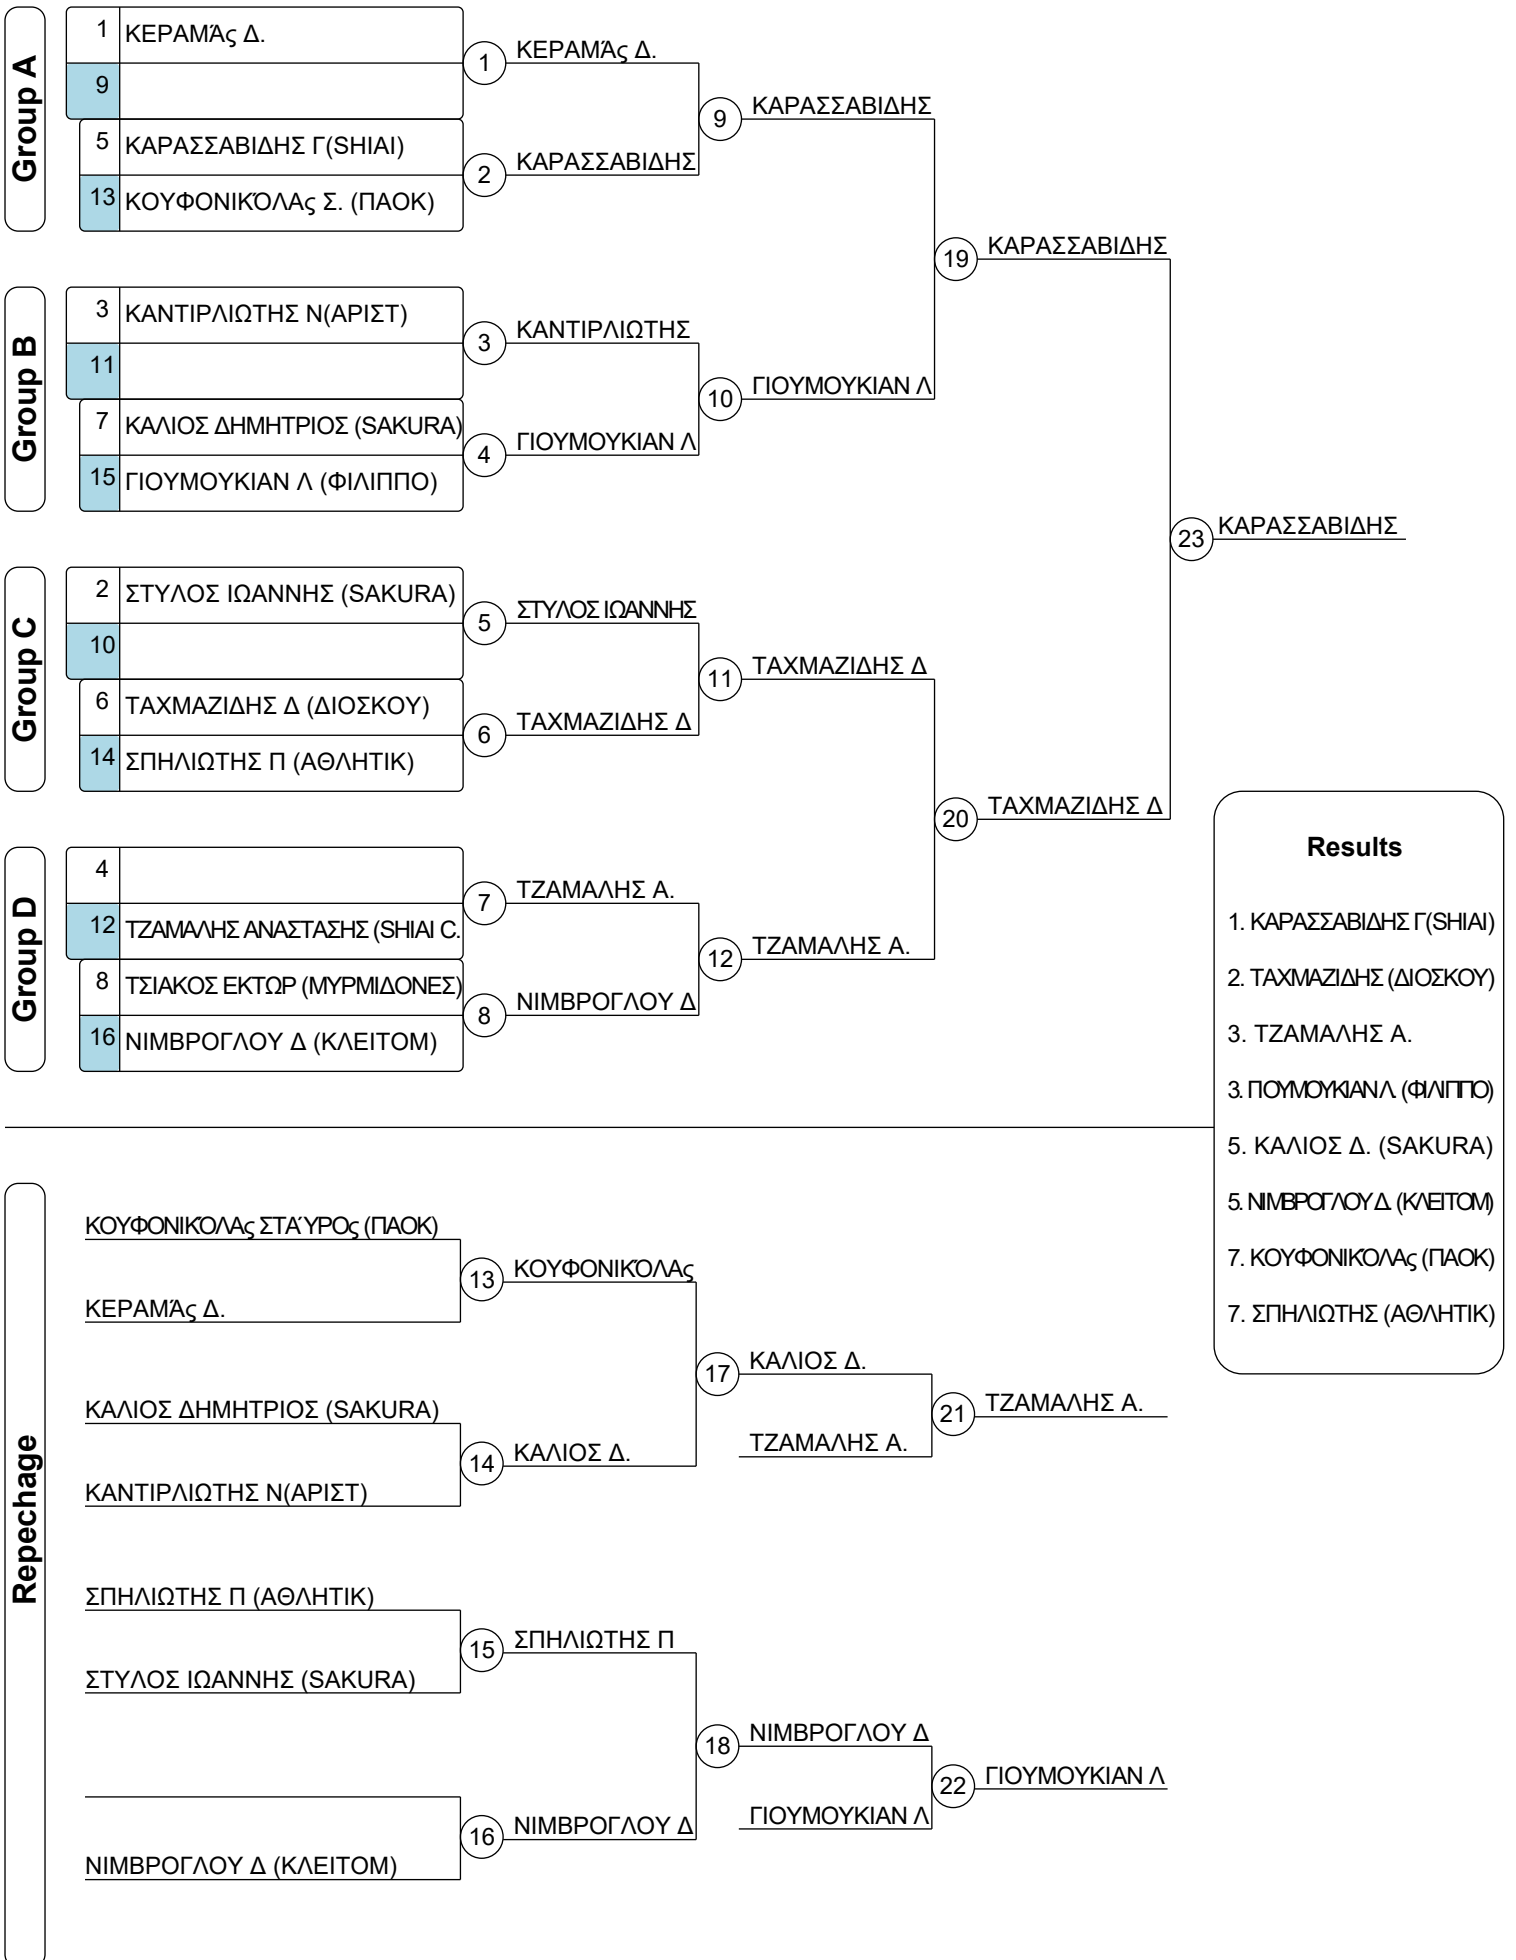 Group A
1 ΚΕΡΑΜΆς Δ.
9
5 ΚΑΡΑΣΣΑΒΙΔΗΣ Γ(SHIAI)
13 ΚΟΥΦΟΝΙΚΌΛΑς Σ. (ΠΑΟΚ)
1 ΚΕΡΑΜΆς Δ.
2 ΚΑΡΑΣΣΑΒΙΔΗΣ
9 ΚΑΡΑΣΣΑΒΙΔΗΣ
Group B
3 ΚΑΝΤΙΡΛΙΩΤΗΣ Ν(ΑΡΙΣΤ)
11
7 ΚΑΛΙΟΣ ΔΗΜΗΤΡΙΟΣ (SAKURA)
15 ΓΙΟΥΜΟΥΚΙΑΝ Λ (ΦΙΛΙΠΠΟ)
3 ΚΑΝΤΙΡΛΙΩΤΗΣ
4 ΓΙΟΥΜΟΥΚΙΑΝ Λ
10 ΓΙΟΥΜΟΥΚΙΑΝ Λ
19 ΚΑΡΑΣΣΑΒΙΔΗΣ
Group C
2 ΣΤΥΛΟΣ ΙΩΑΝΝΗΣ (SAKURA)
10
6 ΤΑΧΜΑΖΙΔΗΣ Δ (ΔΙΟΣΚΟΥ)
14 ΣΠΗΛΙΩΤΗΣ Π (ΑΘΛΗΤΙΚ)
5 ΣΤΥΛΟΣ ΙΩΑΝΝΗΣ
6 ΤΑΧΜΑΖΙΔΗΣ Δ
11 ΤΑΧΜΑΖΙΔΗΣ Δ
Group D
4
12 ΤΖΑΜΑΛΗΣ ΑΝΑΣΤΑΣΗΣ (SHIAI C.
8 ΤΣΙΑΚΟΣ ΕΚΤΩΡ (ΜΥΡΜΙΔΟΝΕΣ)
16 ΝΙΜΒΡΟΓΛΟΥ Δ (ΚΛΕΙΤΟΜ)
7 ΤΖΑΜΑΛΗΣ Α.
8 ΝΙΜΒΡΟΓΛΟΥ Δ
12 ΤΖΑΜΑΛΗΣ Α.
20 ΤΑΧΜΑΖΙΔΗΣ Δ
23 ΚΑΡΑΣΣΑΒΙΔΗΣ
Results
1. ΚΑΡΑΣΣΑΒΙΔΗΣ Γ(SHIAI)
2. ΤΑΧΜΑΖΙΔΗΣ (ΔΙΟΣΚΟΥ)
3. ΤΖΑΜΑΛΗΣ Α.
3. ΓΙΟΥΜΟΥΚΙΑΝ Λ. (ΦΙΛΙΠΠΟ)
5. ΚΑΛΙΟΣ Δ. (SAKURA)
5. ΝΙΜΒΡΟΓΛΟΥ Δ. (ΚΛΕΙΤΟΜ)
7. ΚΟΥΦΟΝΙΚΌΛΑς (ΠΑΟΚ)
7. ΣΠΗΛΙΩΤΗΣ (ΑΘΛΗΤΙΚ)
Repechage
ΚΟΥΦΟΝΙΚΌΛΑς ΣΤΑΎΡΟς (ΠΑΟΚ)
ΚΕΡΑΜΆς Δ.
13 ΚΟΥΦΟΝΙΚΌΛΑς
ΚΑΛΙΟΣ ΔΗΜΗΤΡΙΟΣ (SAKURA)
ΚΑΝΤΙΡΛΙΩΤΗΣ Ν(ΑΡΙΣΤ)
14 ΚΑΛΙΟΣ Δ.
17 ΚΑΛΙΟΣ Δ.
ΤΖΑΜΑΛΗΣ Α.
21 ΤΖΑΜΑΛΗΣ Α.
ΣΠΗΛΙΩΤΗΣ Π (ΑΘΛΗΤΙΚ)
ΣΤΥΛΟΣ ΙΩΑΝΝΗΣ (SAKURA)
15 ΣΠΗΛΙΩΤΗΣ Π
ΝΙΜΒΡΟΓΛΟΥ Δ (ΚΛΕΙΤΟΜ)
16 ΝΙΜΒΡΟΓΛΟΥ Δ
18 ΝΙΜΒΡΟΓΛΟΥ Δ
ΓΙΟΥΜΟΥΚΙΑΝ Λ
22 ΓΙΟΥΜΟΥΚΙΑΝ Λ